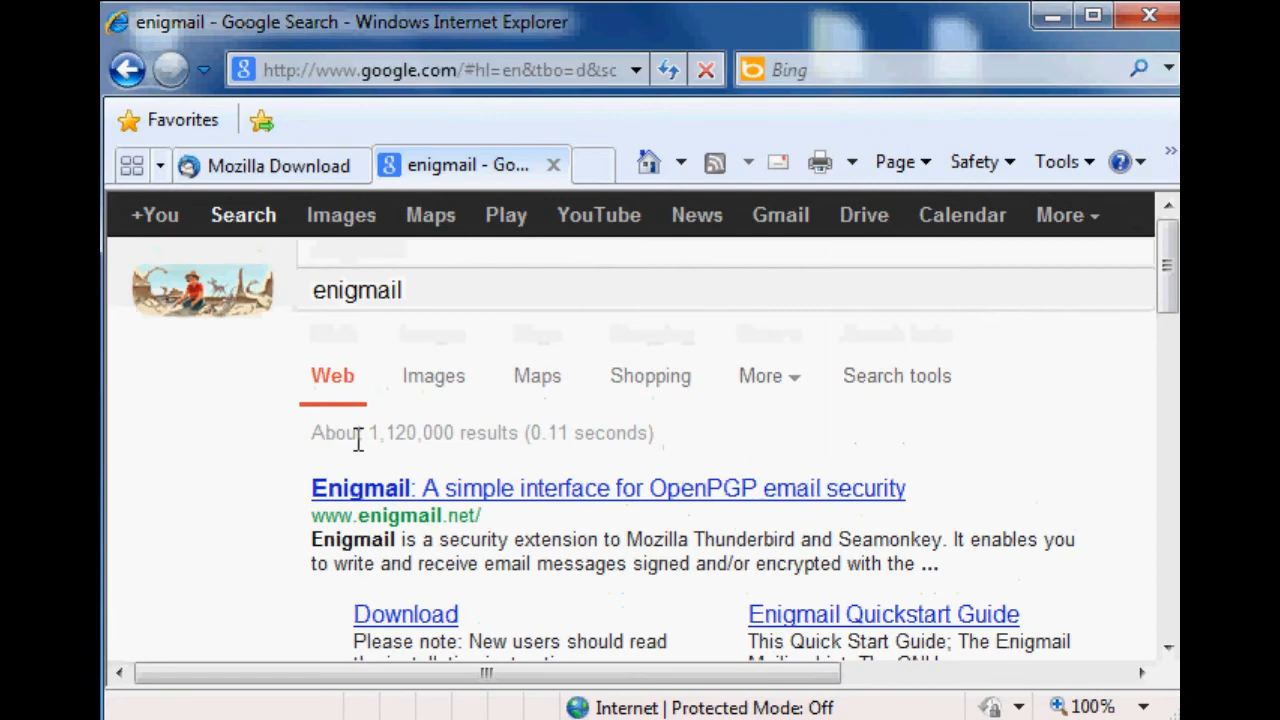 enigmail - Google Search - Windows Internet Explorer
http://www.google.com/#hl=en&tbo=d&sc
Bing
Favorites
Mozilla Download
enigmail - Go...
Page
Safety
Tools
+You Search Images Maps Play YouTube News Gmail Drive Calendar More
enigmail
Web Images Maps Shopping More Search tools
About 1,120,000 results (0.11 seconds)
Enigmail: A simple interface for OpenPGP email security
www.enigmail.net/
Enigmail is a security extension to Mozilla Thunderbird and Seamonkey. It enables you
to write and receive email messages signed and/or encrypted with the ...
Download
Please note: New users should read
Enigmail Quickstart Guide
This Quick Start Guide; The Enigmail
Internet | Protected Mode: Off
100%